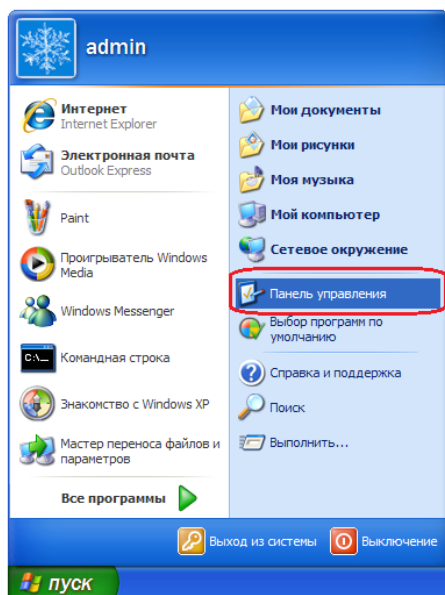 admin
Интернет
Internet Explorer
Электронная почта
Outlook Express
Paint
Проигрыватель Windows
Media
Windows Messenger
C:\_
Командная строка
Знакомство с Windows XP
Мастер переноса файлов и
параметров
Все программы
Мои документы
Мои рисунки
Моя музыка
Мой компьютер
Сетевое окружение
Панель управления
Выбор программ по
умолчанию
Справка и поддержка
Поиск
Выполнить...
Выход из системы
Выключение
пуск